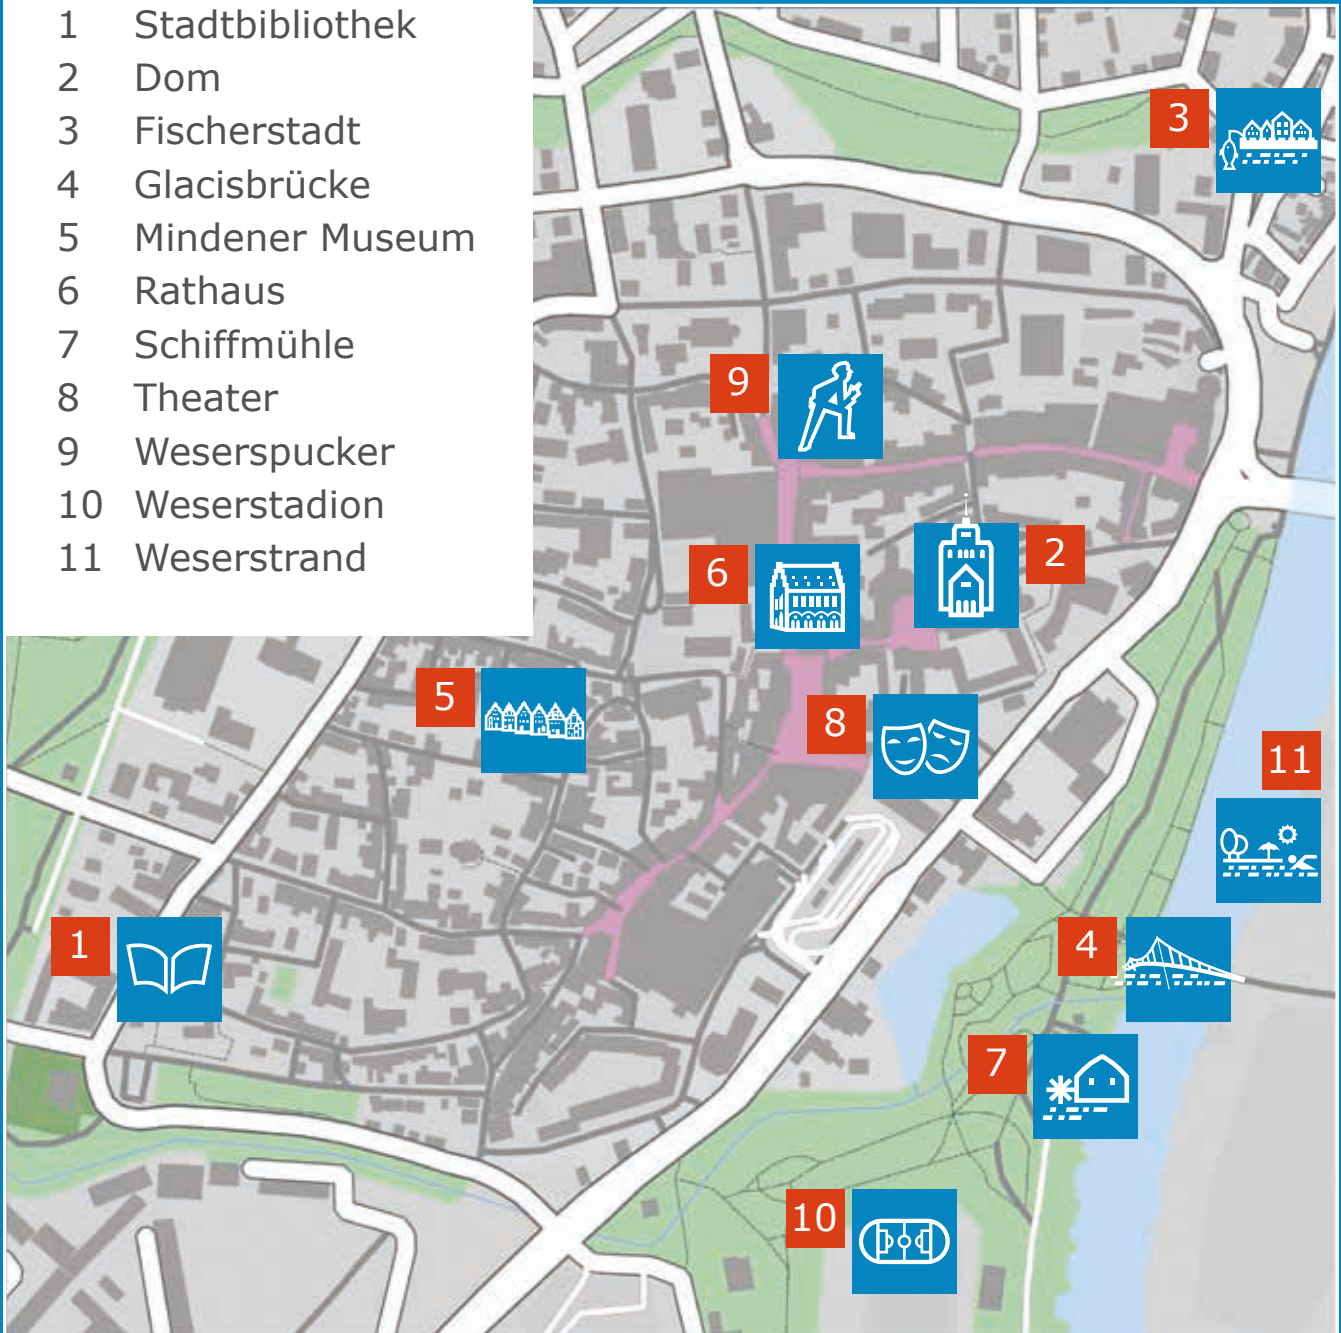 1 Stadtbibliothek
2 Dom
3 Fischerstadt
4 Glacisbrücke
5 Mindener Museum
6 Rathaus
7 Schiffmühle
8 Theater
9 Weserspucker
10 Weserstadion
11 Weserstrand
3
9
6
2
5
8
11
1
4
7
10